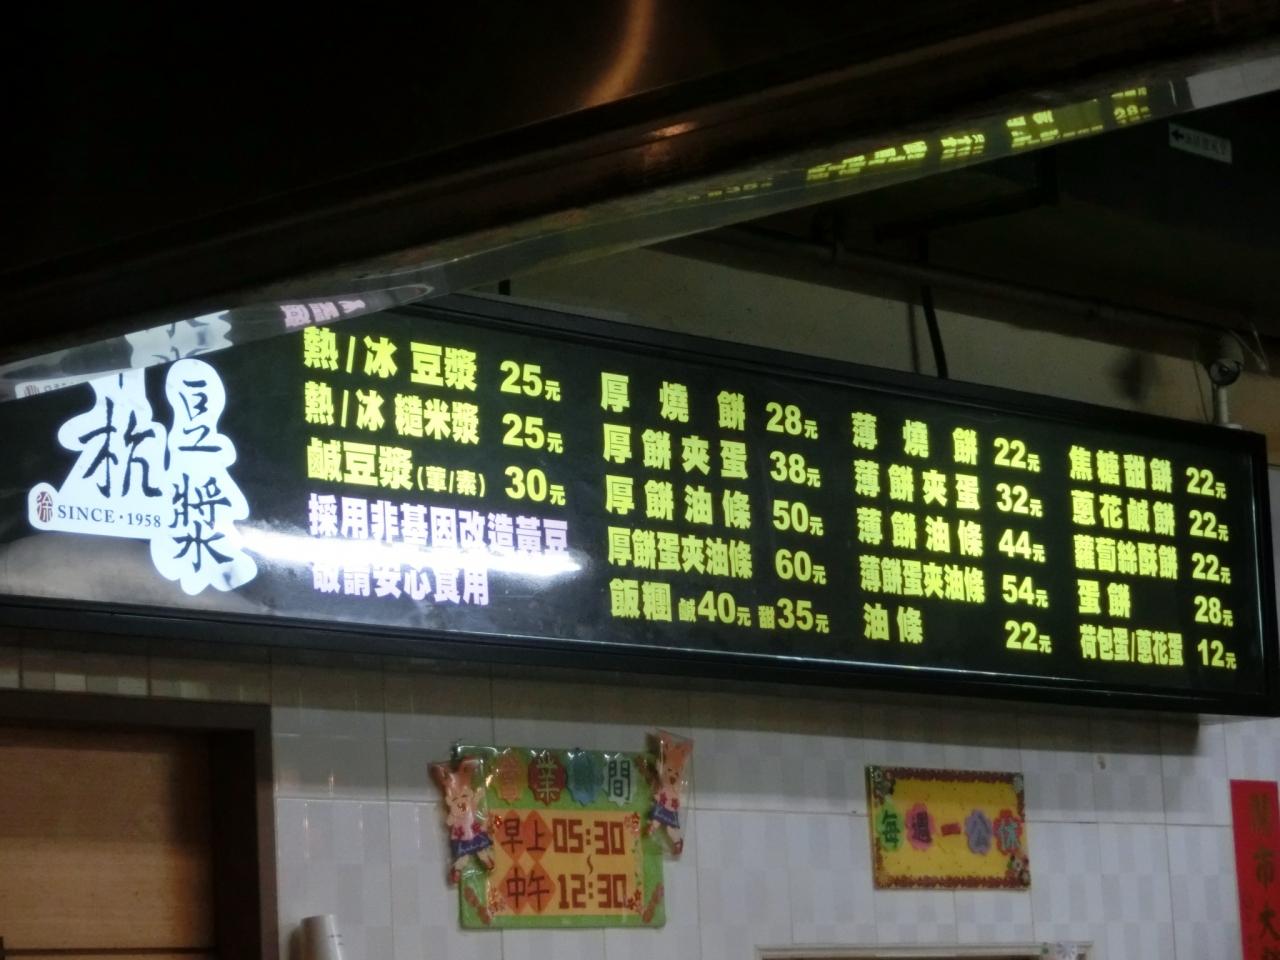 杭
豆漿
徐
SINCE·1958
熱/冰 豆漿 25元
熱/冰 糙米漿 25元
鹹豆漿(葷/素) 30元
採用非基因改造黃豆
敬請安心食用
厚燒餅 28元
厚餅夾蛋 38元
厚餅油條 50元
厚餅蛋夾油條 60元
飯糰 鹹40元 甜35元
薄燒餅 22元
薄餅夾蛋 32元
薄餅油條 44元
薄餅蛋夾油條 54元
油條 22元
焦糖甜餅 22元
蔥花鹹餅 22元
蘿蔔絲酥餅 22元
蛋餅 28元
荷包蛋/蔥花蛋 12元
營業時間
早上 05:30
~
中午 12:30
每週一公休
開市大